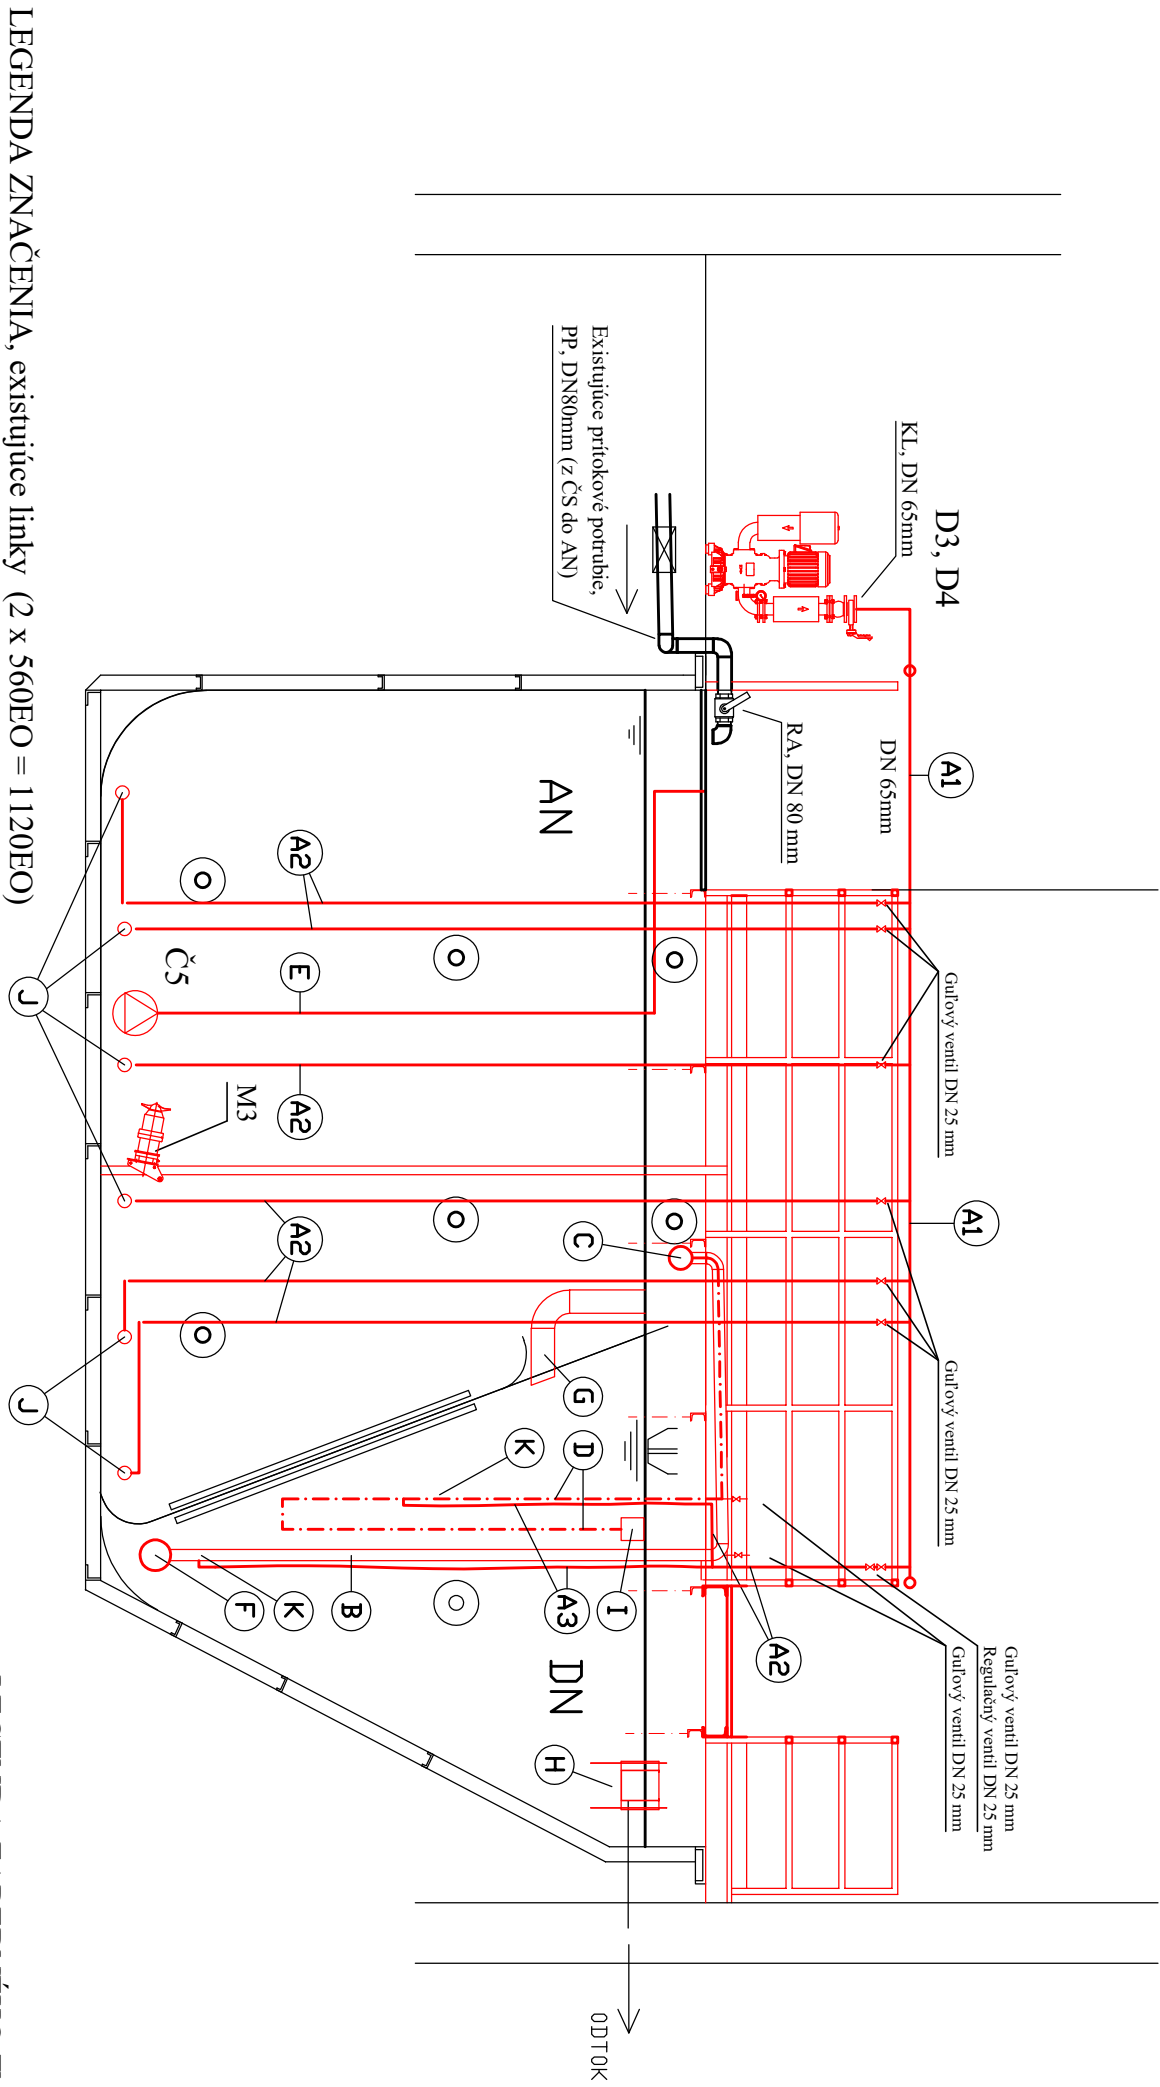 D3, D4
KL, DN 65mm
Existujúce prítokové potrubie,
PP, DN80mm (z ČS do AN)
RA, DN 80 mm
DN 65mm
A1
A1
Guľový ventil DN 25 mm
Guľový ventil DN 25 mm
Guľový ventil DN 25 mm
Regulačný ventil DN 25 mm
Guľový ventil DN 25 mm
AN
A2
O
O
O
E
Č5
A2
M3
J
A2
O
O
O
C
G
K
D
J
F
K
B
A3
I
A2
DN
H
ODTOK
LEGENDA ZNAČENIA, existujúce linky (2 x 560EO = 1120EO)